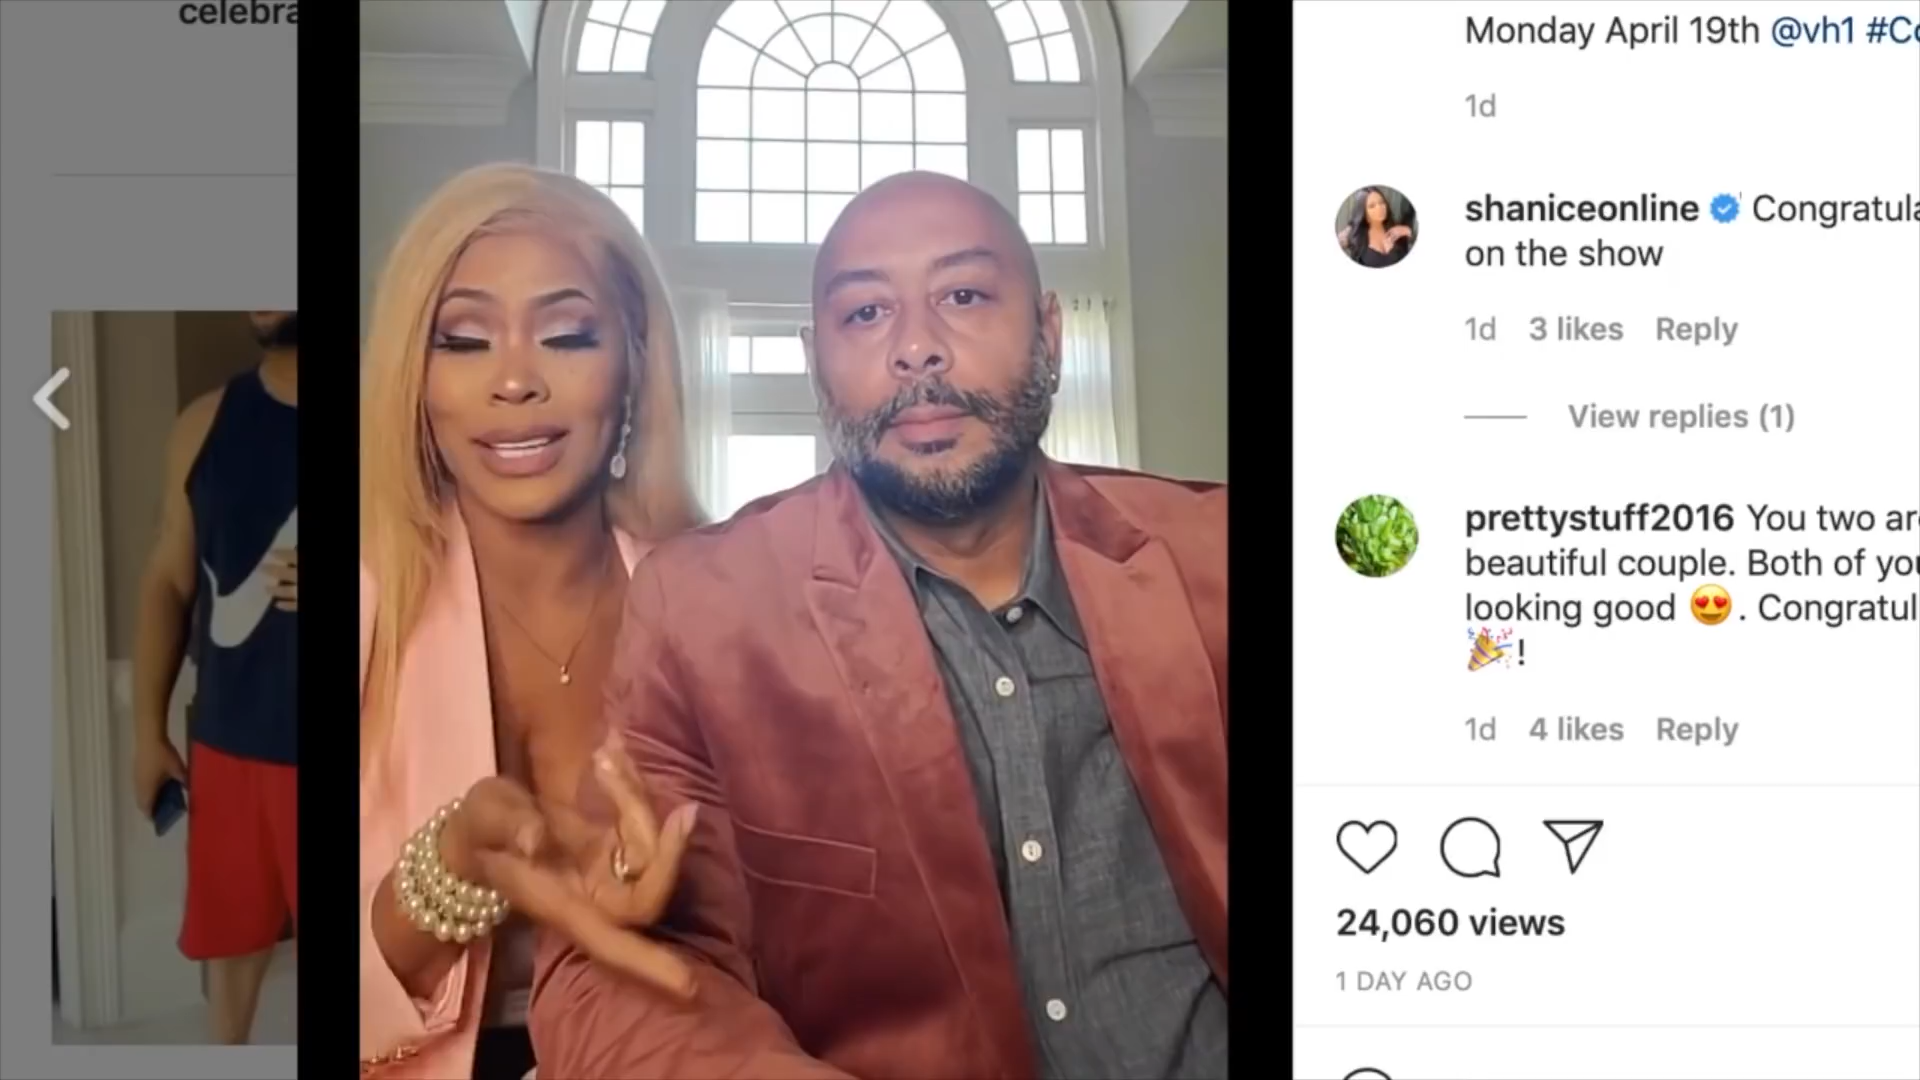 celebra
Monday April 19th @vh1 #Co
1d
shaniceonline Congratula
on the show
1d 3 likes Reply
View replies (1)
prettystuff2016 You two are
beautiful couple. Both of you
looking good 😍. Congratul
🎉!
1d 4 likes Reply
24,060 views
1 DAY AGO